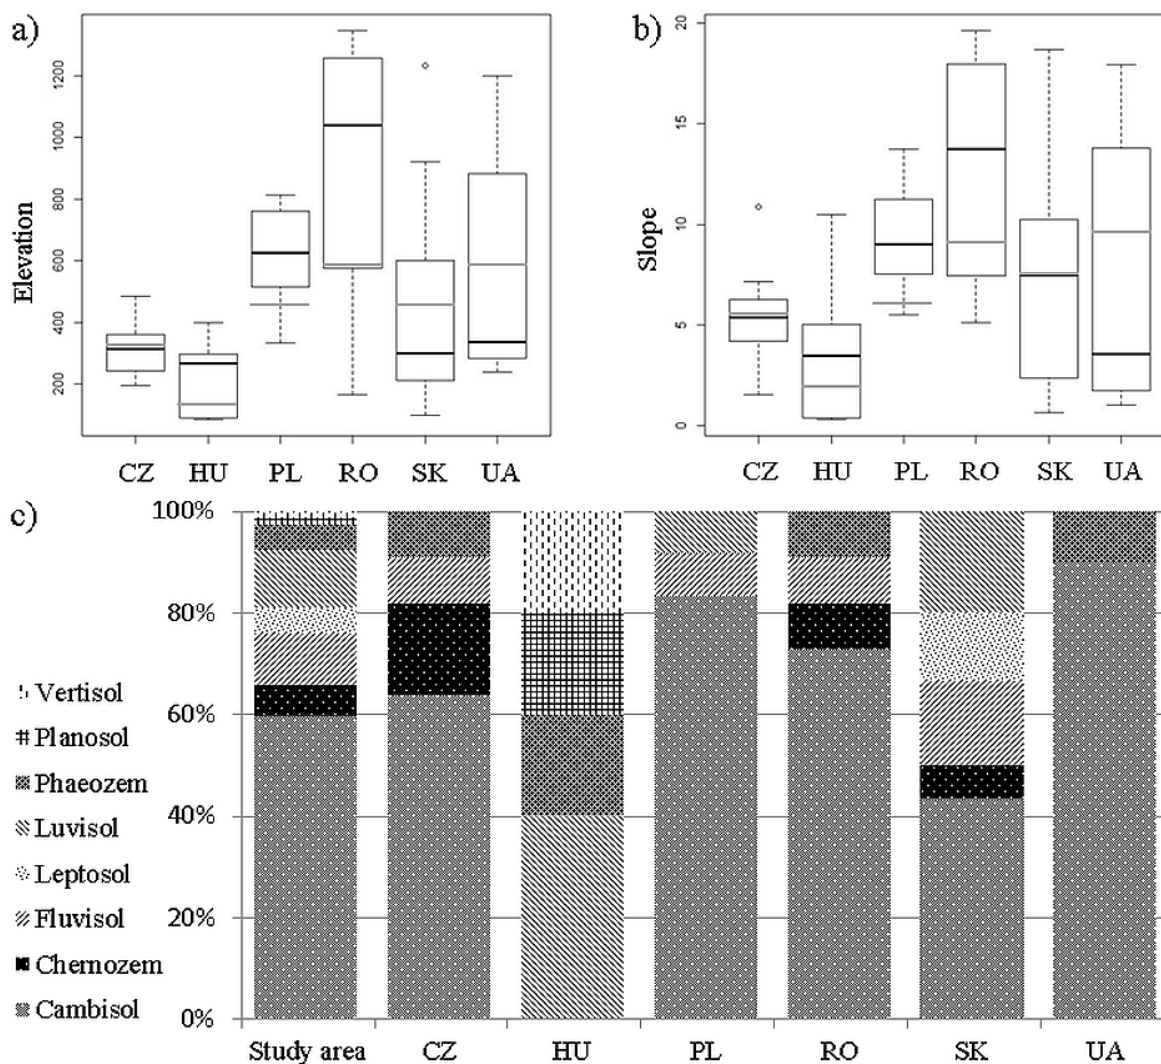 a)
Elevation
200 400 600 800 1000 1200
CZ HU PL RO SK UA
b)
Slope
0 5 10 15 20
CZ HU PL RO SK UA
c)
100%
80%
60%
40%
20%
0%
Vertisol
Planosol
Phaeozem
Luvisol
Leptosol
Fluvisol
Chernozem
Cambisol
Study area CZ HU PL RO SK UA